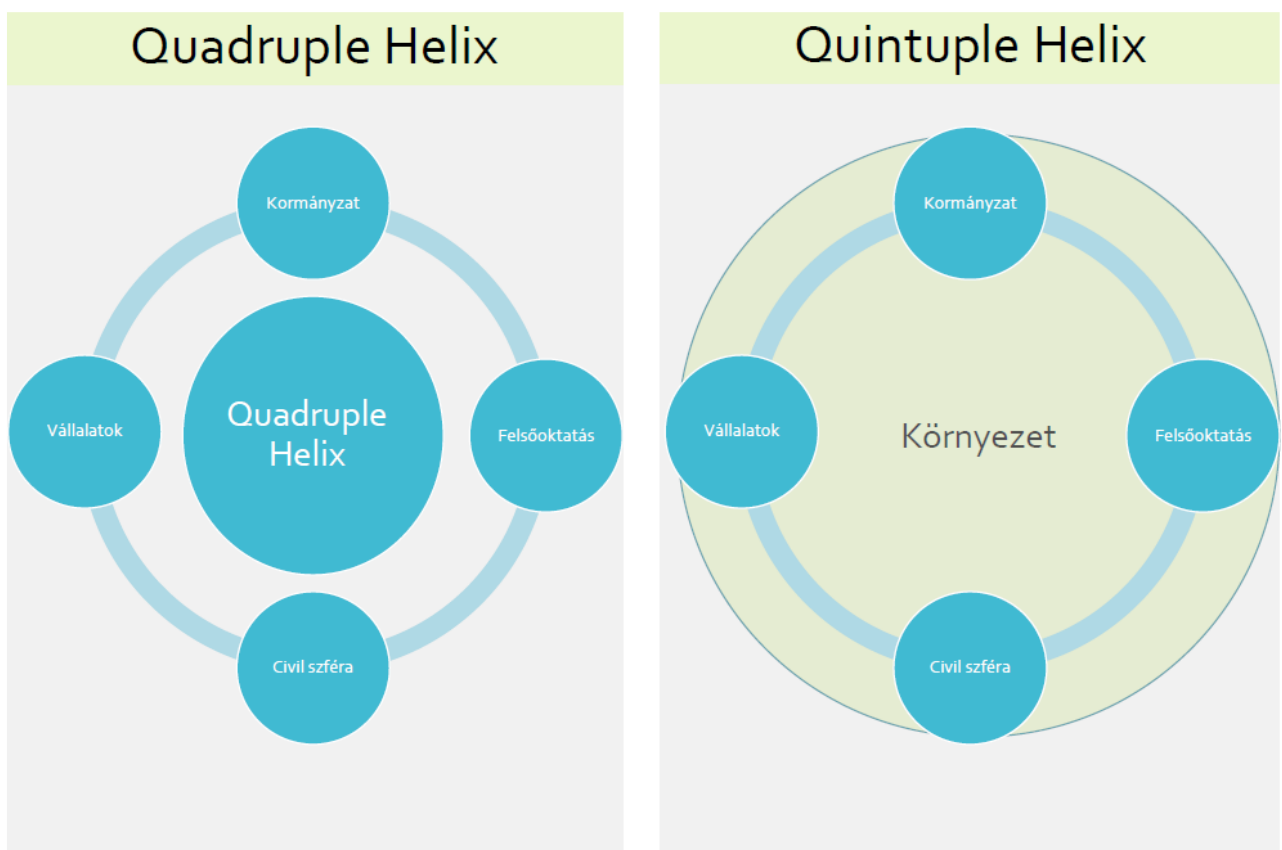 Quadruple Helix
Kormányzat
Vállalatok
Quadruple
Helix
Felsőoktatás
Civil szféra
Quintuple Helix
Kormányzat
Vállalatok
Környezet
Felsőoktatás
Civil szféra